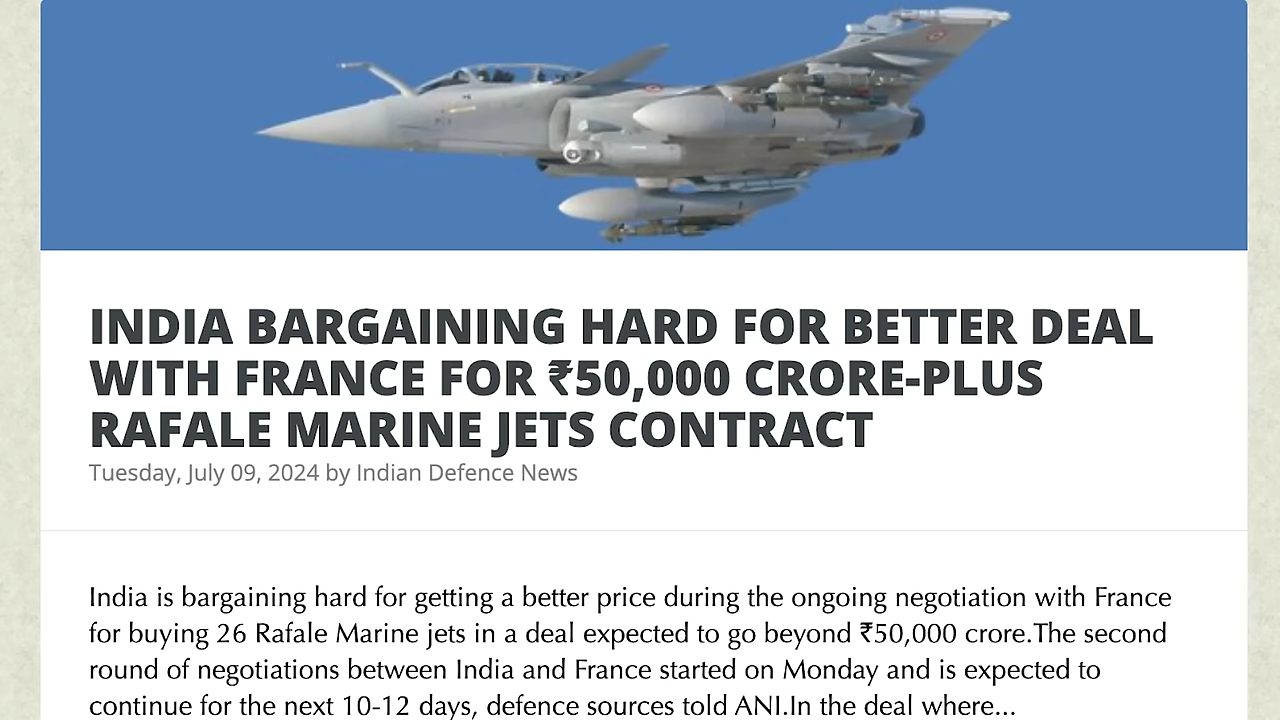 INDIA BARGAINING HARD FOR BETTER DEAL
WITH FRANCE FOR ₹50,000 CRORE-PLUS
RAFALE MARINE JETS CONTRACT
Tuesday, July 09, 2024 by Indian Defence News
India is bargaining hard for getting a better price during the ongoing negotiation with France
for buying 26 Rafale Marine jets in a deal expected to go beyond ₹50,000 crore.The second
round of negotiations between India and France started on Monday and is expected to
continue for the next 10-12 days, defence sources told ANI.In the deal where...